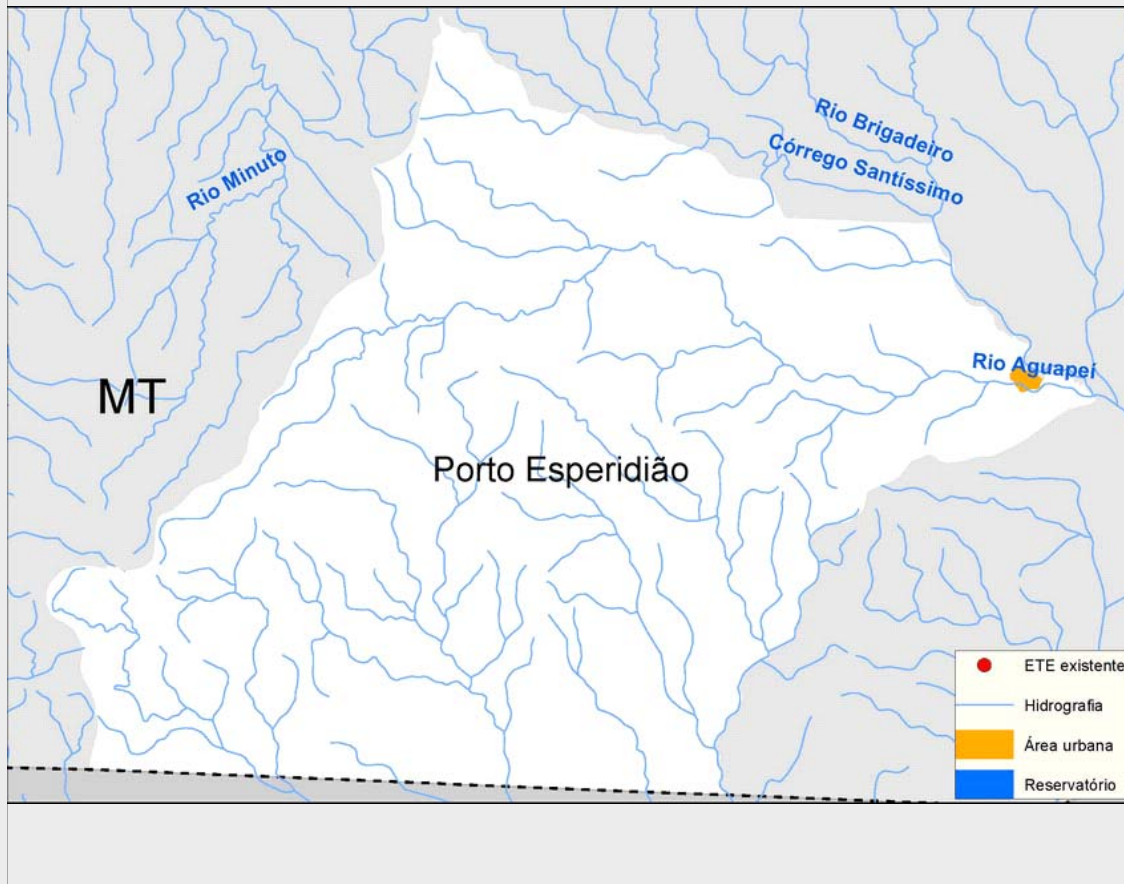 Rio Brigadeiro
Córrego Santíssimo
Rio Minuto
Rio Aguapeí
MT
Porto Esperidião
ETE existente
Hidrografia
Área urbana
Reservatório